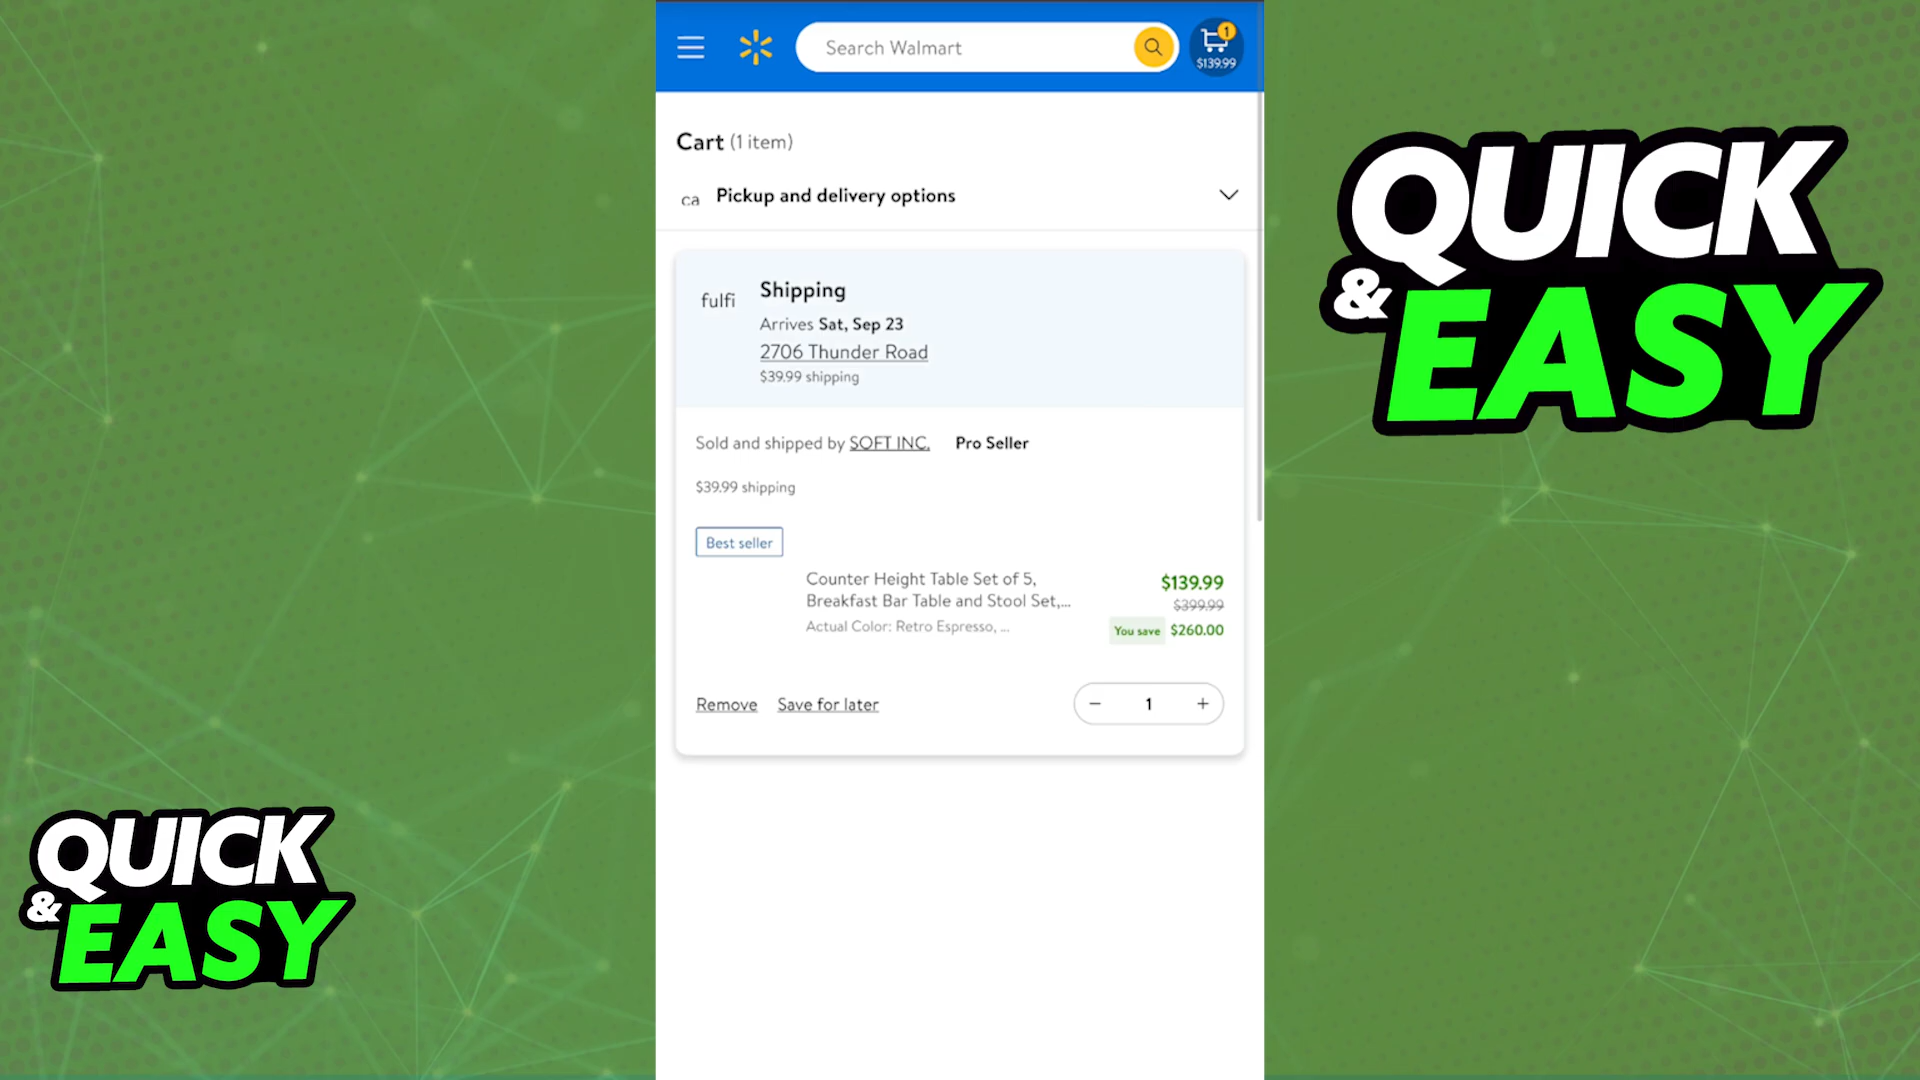 Search Walmart
1
$139.99
Cart (1 item)
ca Pickup and delivery options
fulfi
Shipping
Arrives Sat, Sep 23
2706 Thunder Road
$39.99 shipping
Sold and shipped by SOFT INC. Pro Seller
$39.99 shipping
Best seller
Counter Height Table Set of 5,
Breakfast Bar Table and Stool Set,...
Actual Color: Retro Espresso, ...
$139.99
$399.99
You save $260.00
Remove Save for later
− 1 +
QUICK
& EASY
QUICK
& EASY